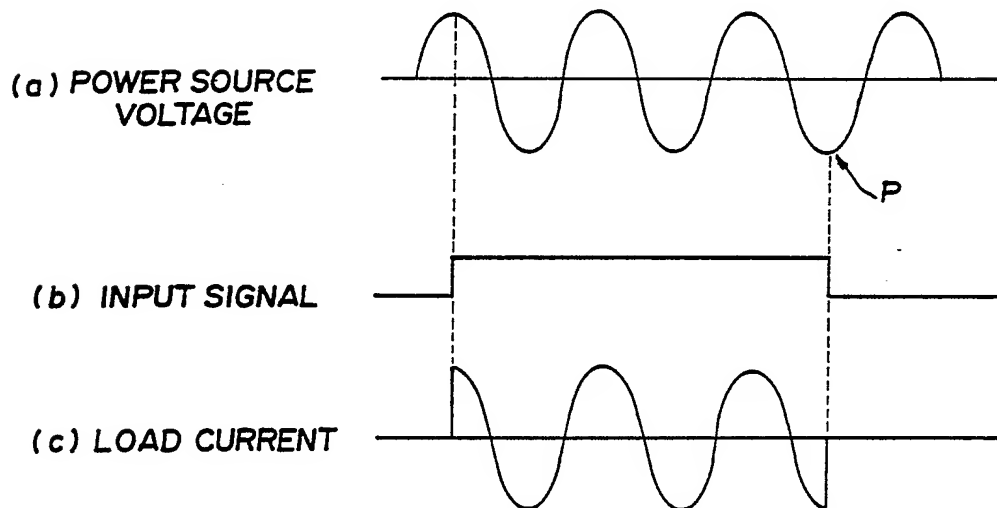 (a) POWER SOURCE
VOLTAGE
P
(b) INPUT SIGNAL
(c) LOAD CURRENT